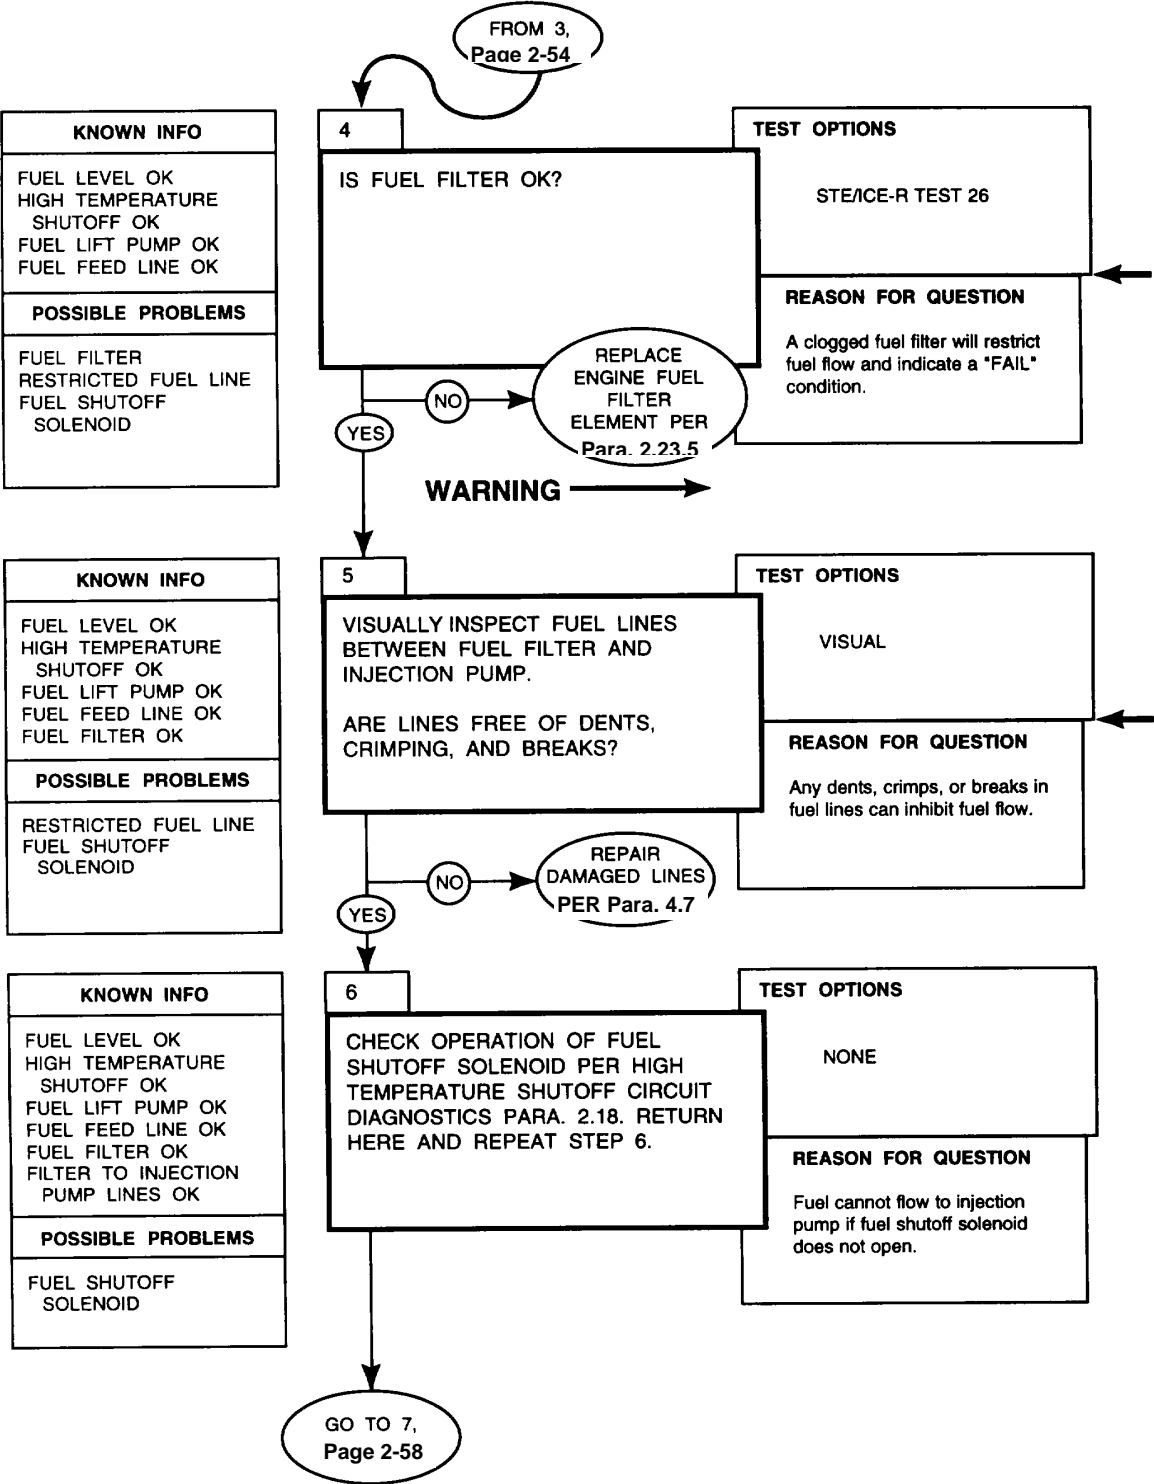 FROM 3,
Page 2-54
KNOWN INFO
FUEL LEVEL OK
HIGH TEMPERATURE
SHUTOFF OK
FUEL LIFT PUMP OK
FUEL FEED LINE OK
POSSIBLE PROBLEMS
FUEL FILTER
RESTRICTED FUEL LINE
FUEL SHUTOFF
SOLENOID
4
IS FUEL FILTER OK?
TEST OPTIONS
STE/ICE-R TEST 26
REASON FOR QUESTION
A clogged fuel filter will restrict
fuel flow and indicate a "FAIL"
condition.
NO
REPLACE
ENGINE FUEL
FILTER
ELEMENT PER
Para. 2.23.5
YES
WARNING
KNOWN INFO
FUEL LEVEL OK
HIGH TEMPERATURE
SHUTOFF OK
FUEL LIFT PUMP OK
FUEL FEED LINE OK
FUEL FILTER OK
POSSIBLE PROBLEMS
RESTRICTED FUEL LINE
FUEL SHUTOFF
SOLENOID
5
VISUALLY INSPECT FUEL LINES
BETWEEN FUEL FILTER AND
INJECTION PUMP.
ARE LINES FREE OF DENTS,
CRIMPING, AND BREAKS?
TEST OPTIONS
VISUAL
REASON FOR QUESTION
Any dents, crimps, or breaks in
fuel lines can inhibit fuel flow.
NO
REPAIR
DAMAGED LINES
PER Para. 4.7
YES
KNOWN INFO
FUEL LEVEL OK
HIGH TEMPERATURE
SHUTOFF OK
FUEL LIFT PUMP OK
FUEL FEED LINE OK
FUEL FILTER OK
FILTER TO INJECTION
PUMP LINES OK
POSSIBLE PROBLEMS
FUEL SHUTOFF
SOLENOID
6
CHECK OPERATION OF FUEL
SHUTOFF SOLENOID PER HIGH
TEMPERATURE SHUTOFF CIRCUIT
DIAGNOSTICS PARA. 2.18. RETURN
HERE AND REPEAT STEP 6.
TEST OPTIONS
NONE
REASON FOR QUESTION
Fuel cannot flow to injection
pump if fuel shutoff solenoid
does not open.
GO TO 7,
Page 2-58